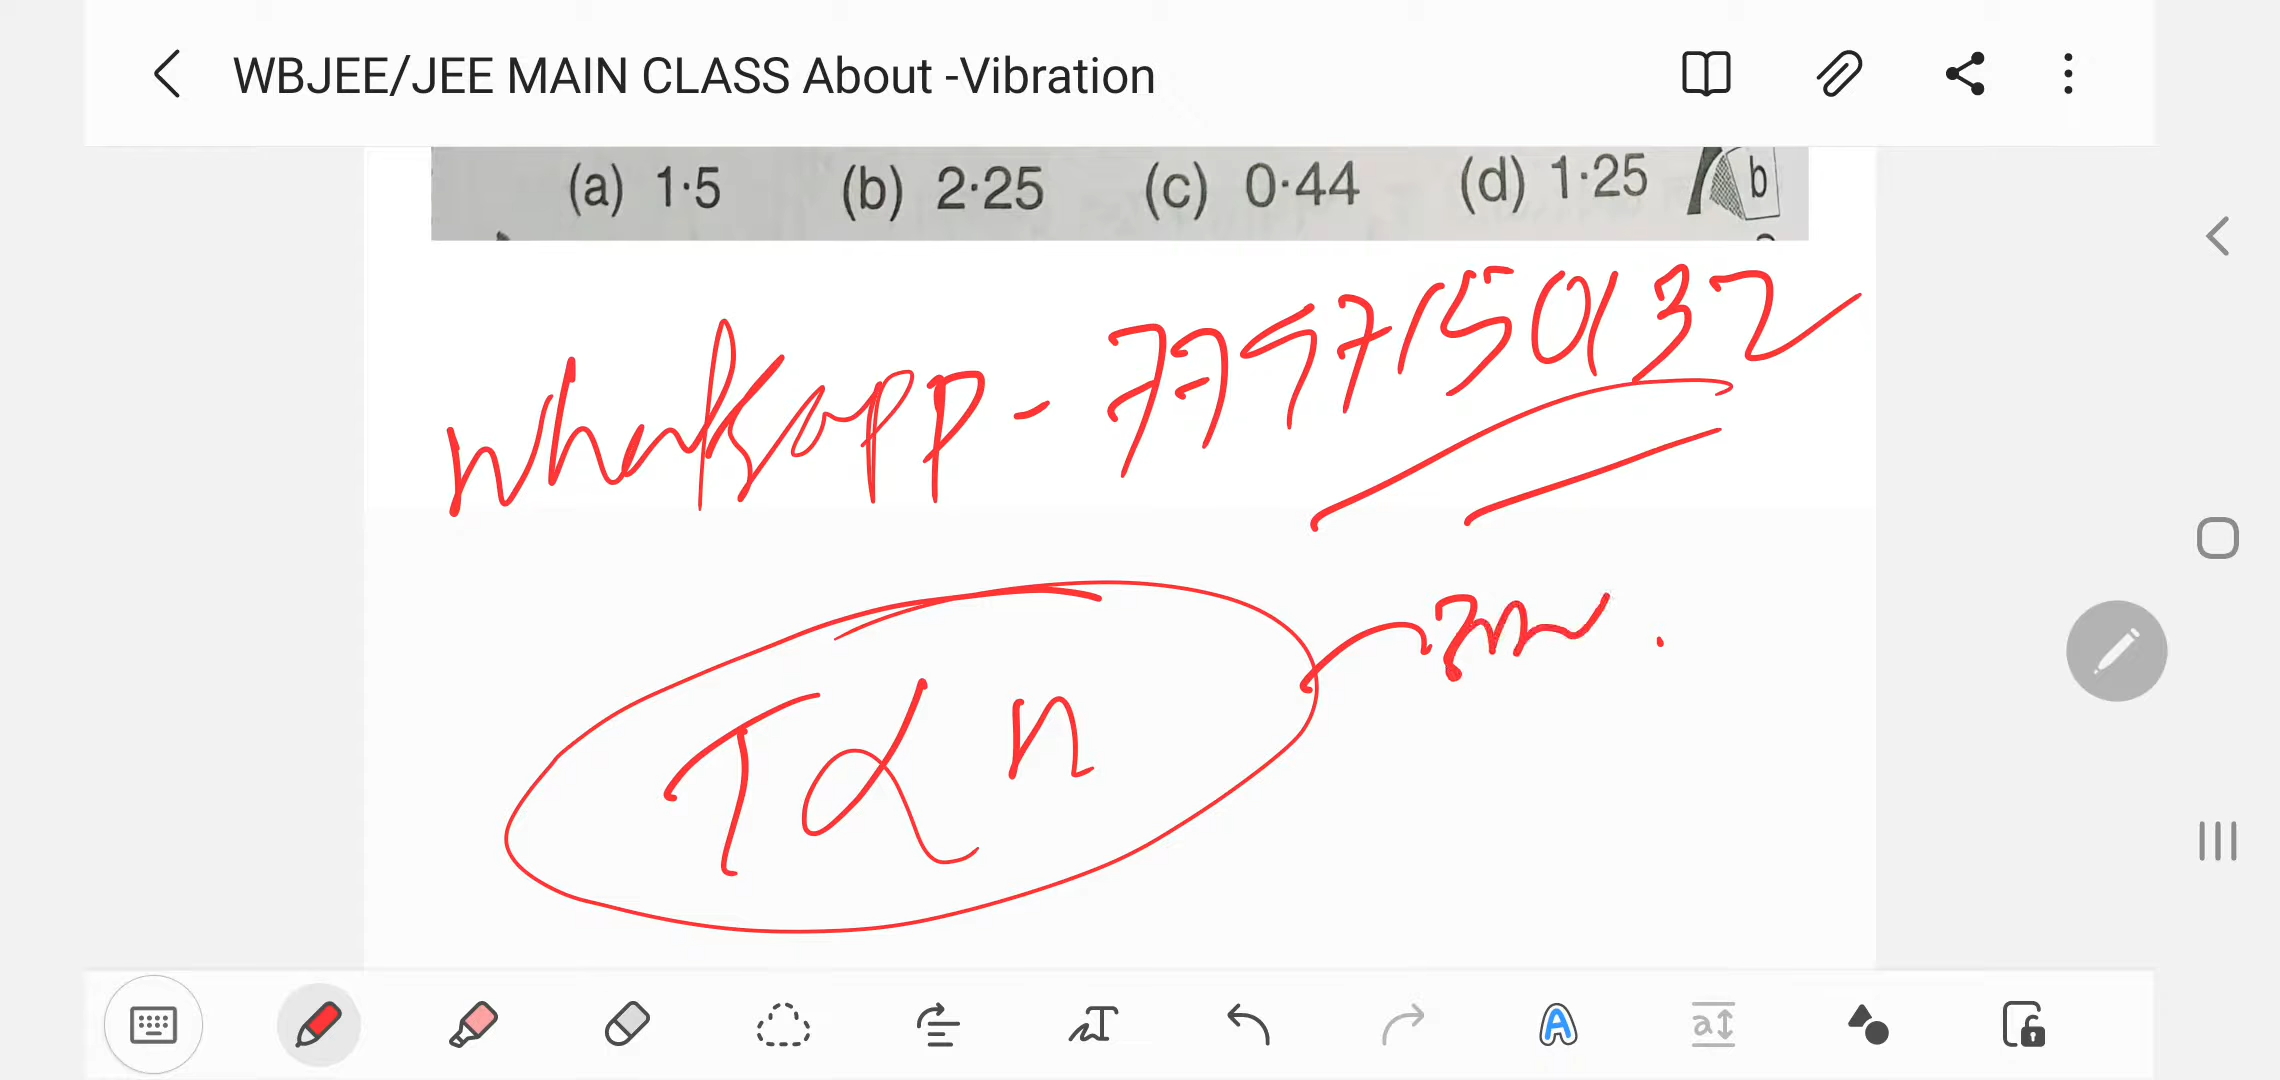 WBJEE/JEE MAIN CLASS About -Vibration
(a) 1·5 (b) 2·25 (c) 0·44 (d) 1·25 b
Whatsapp - 7797150132
T α n